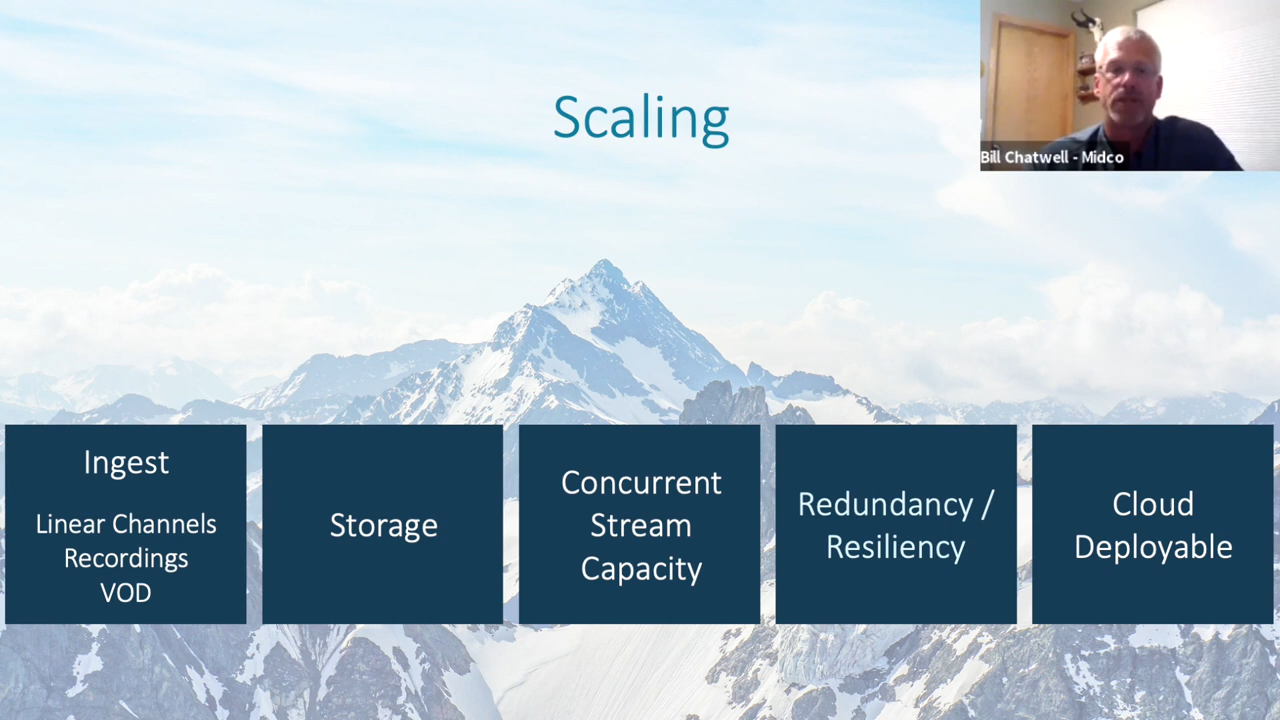 Scaling
Bill Chatwell - Midco
Ingest
Linear Channels
Recordings
VOD
Storage
Concurrent
Stream
Capacity
Redundancy /
Resiliency
Cloud
Deployable